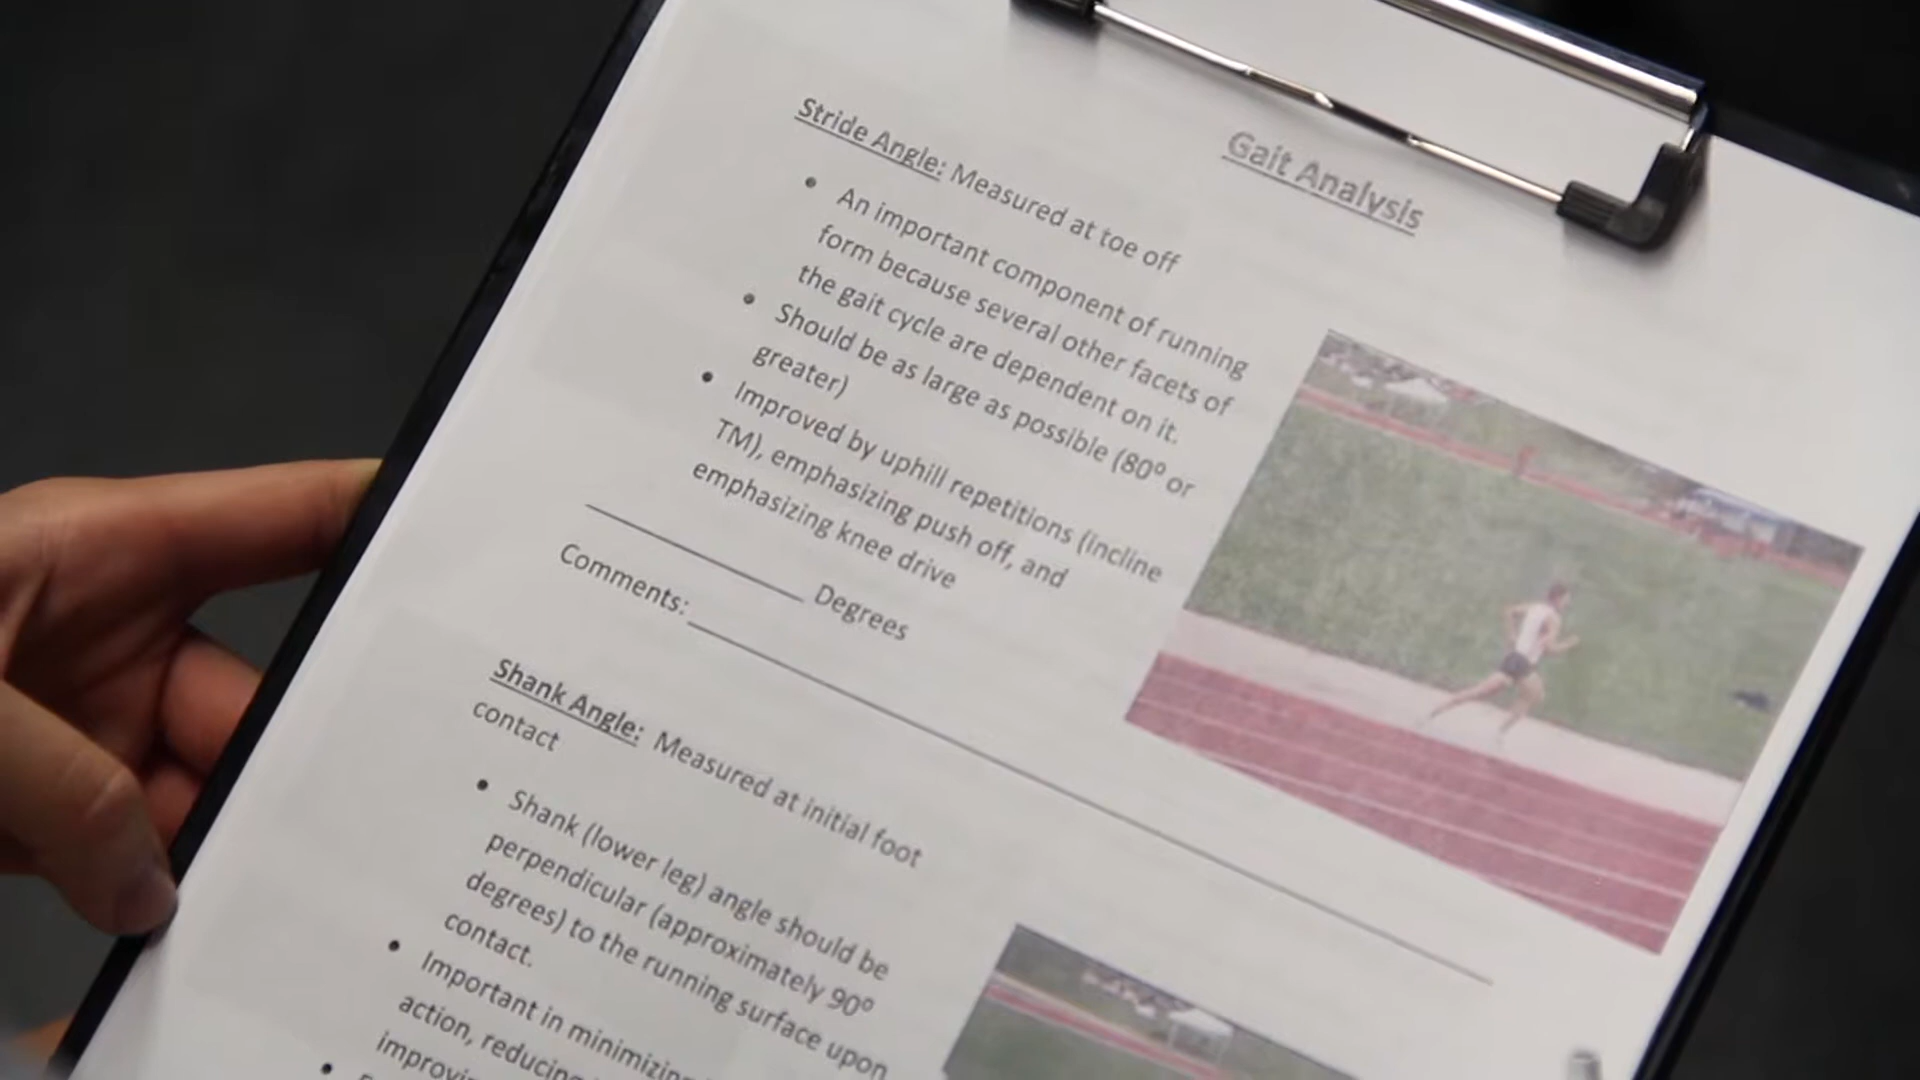 Gait Analysis
Stride Angle: Measured at toe off
• An important component of running
form because several other facets of
the gait cycle are dependent on it.
• Should be as large as possible (80º or
greater)
• Improved by uphill repetitions (incline
TM), emphasizing push off, and
emphasizing knee drive
Degrees
Comments:
Shank Angle: Measured at initial foot
contact
• Shank (lower leg) angle should be
perpendicular (approximately 90º
degrees) to the running surface upon
contact.
• Important in minimizing
action, reducing